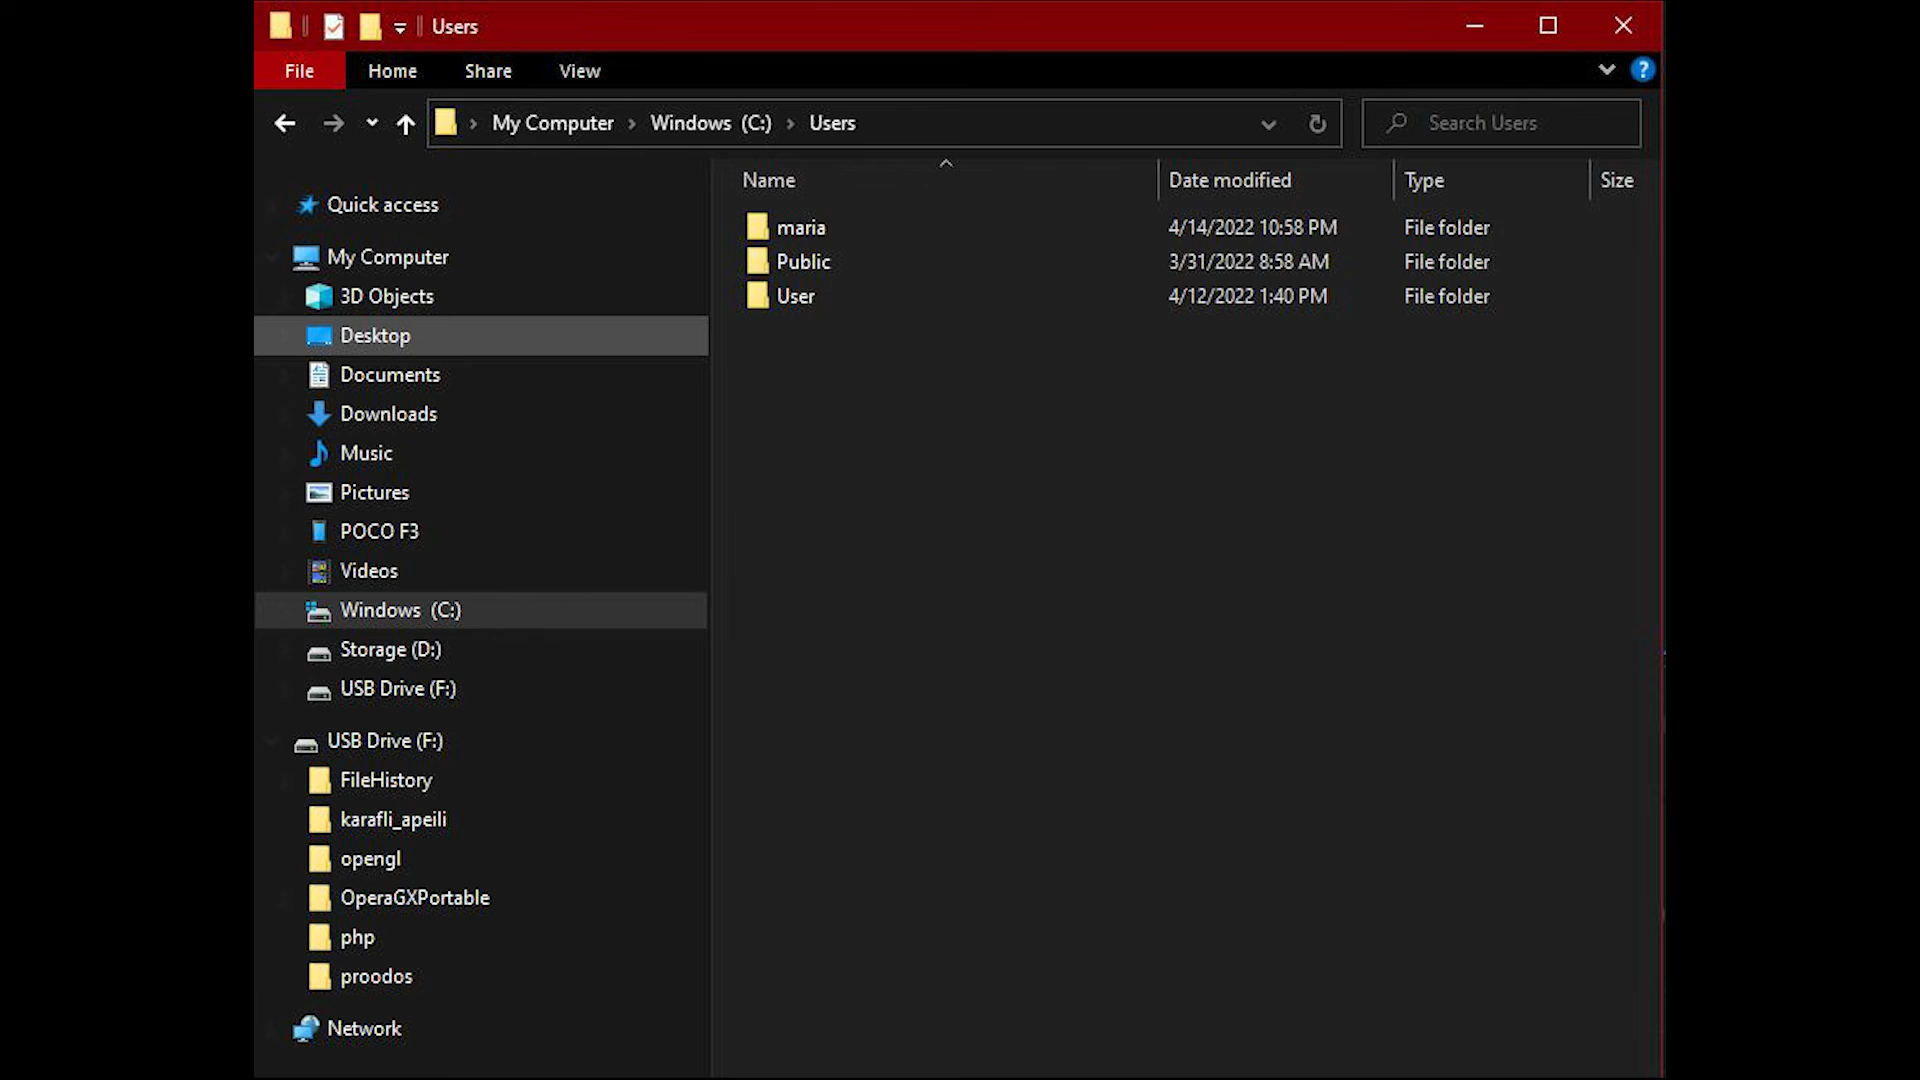 Users
File Home Share View
My Computer Windows (C:) Users
Search Users
Quick access
My Computer
3D Objects
Desktop
Documents
Downloads
Music
Pictures
POCO F3
Videos
Windows (C:)
Storage (D:)
USB Drive (F:)
USB Drive (F:)
FileHistory
karafli_apeili
opengl
OperaGXPortable
php
proodos
Network
Name Date modified Type Size
maria 4/14/2022 10:58 PM File folder
Public 3/31/2022 8:58 AM File folder
User 4/12/2022 1:40 PM File folder